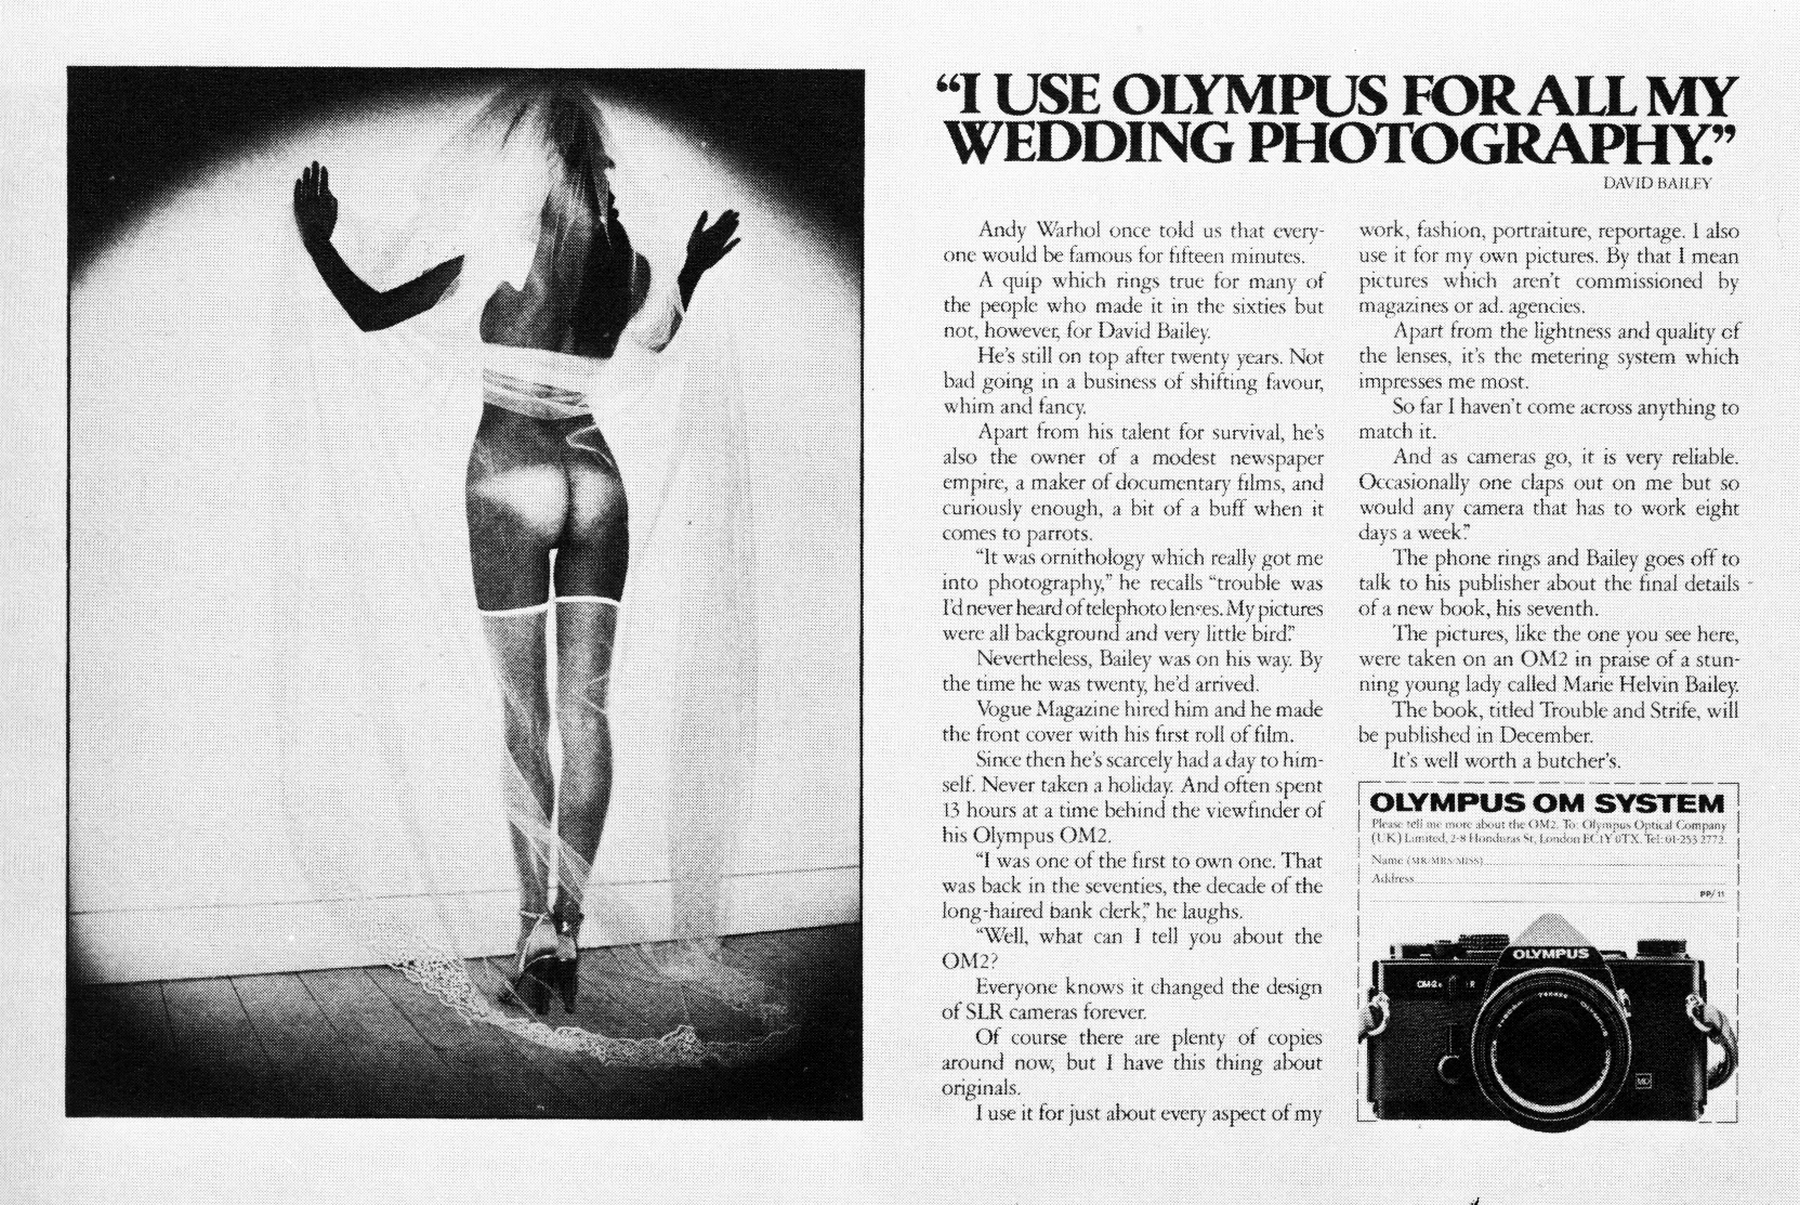 “I USE OLYMPUS FOR ALL MY
WEDDING PHOTOGRAPHY.”
DAVID BAILEY
Andy Warhol once told us that every-
one would be famous for fifteen minutes.
A quip which rings true for many of
the people who made it in the sixties but
not, however, for David Bailey.
He’s still on top after twenty years. Not
bad going in a business of shifting favour,
whim and fancy.
Apart from his talent for survival, he’s
also the owner of a modest newspaper
empire, a maker of documentary films, and
curiously enough, a bit of a buff when it
comes to parrots.
“It was ornithology which really got me
into photography,” he recalls “trouble was
I’d never heard of telephoto lenses. My pictures
were all background and very little bird.”
Nevertheless, Bailey was on his way. By
the time he was twenty, he’d arrived.
Vogue Magazine hired him and he made
the front cover with his first roll of film.
Since then he’s scarcely had a day to him-
self. Never taken a holiday. And often spent
13 hours at a time behind the viewfinder of
his Olympus OM2.
“I was one of the first to own one. That
was back in the seventies, the decade of the
long-haired bank clerk,” he laughs.
“Well, what can I tell you about the
OM2?
Everyone knows it changed the design
of SLR cameras forever.
Of course there are plenty of copies
around now, but I have this thing about
originals.
I use it for just about every aspect of my
work, fashion, portraiture, reportage. I also
use it for my own pictures. By that I mean
pictures which aren’t commissioned by
magazines or ad. agencies.
Apart from the lightness and quality of
the lenses, it’s the metering system which
impresses me most.
So far I haven’t come across anything to
match it.
And as cameras go, it is very reliable.
Occasionally one claps out on me but so
would any camera that has to work eight
days a week.”
The phone rings and Bailey goes off to
talk to his publisher about the final details
of a new book, his seventh.
The pictures, like the one you see here,
were taken on an OM2 in praise of a stun-
ning young lady called Marie Helvin Bailey.
The book, titled Trouble and Strife, will
be published in December.
It’s well worth a butcher’s.
OLYMPUS OM SYSTEM
Please tell me more about the OM2. To: Olympus Optical Company
(UK) Limited, 2-8 Honduras St, London EC1Y 0TX. Tel: 01-253 2772.
Name (MR/MRS/MISS)
Address
PP/11
OLYMPUS
OM-2n
R
MD